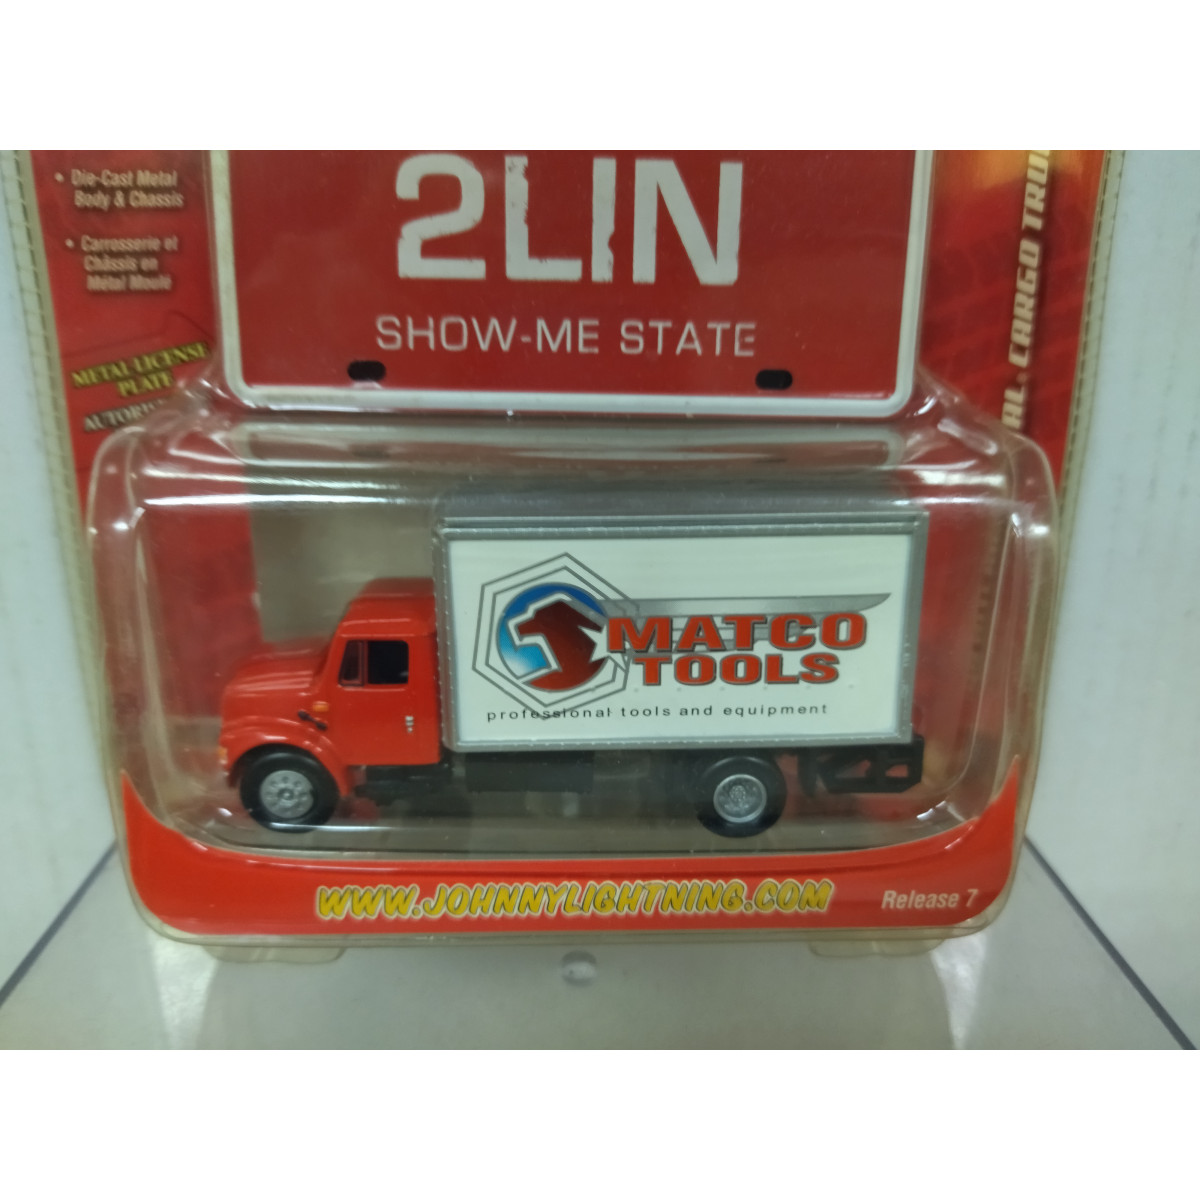 • Die-Cast Metal
Body & Chassis
• Carrosserie et
Châssis en
Métal Moulé
METAL LICENSE
PLATE
2LIN
SHOW-ME STATE
CARGO
MATCO
TOOLS
professional tools and equipment
WWW.JOHNNYLIGHTNING.COM
Release 7